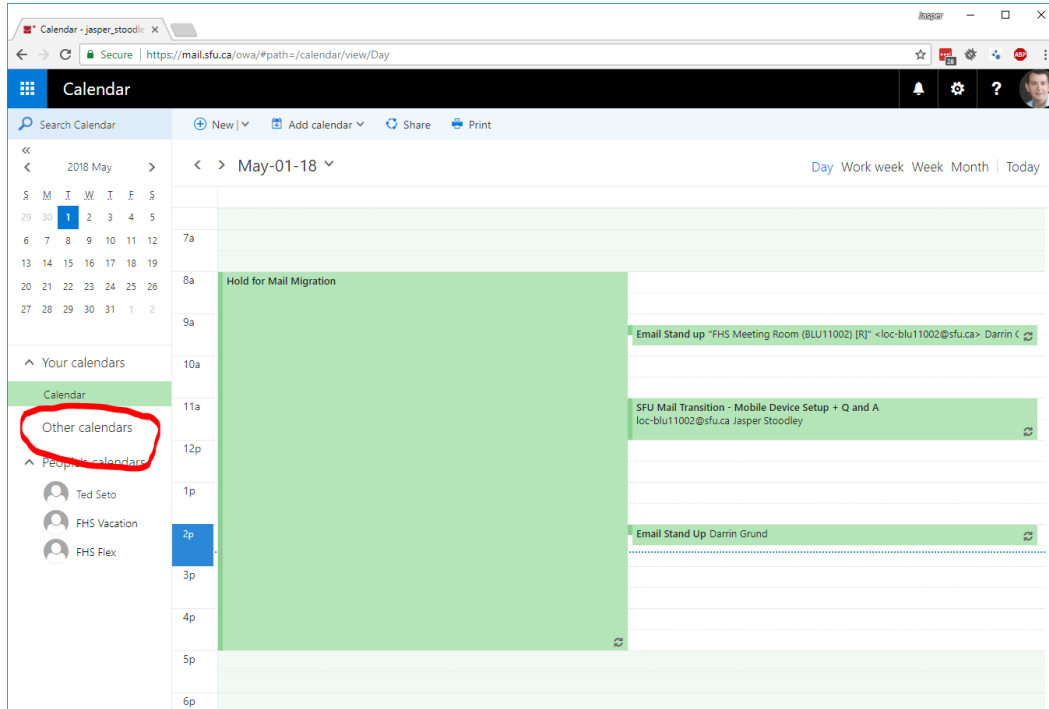 Jasper
Calendar - jasper_stoodle
Secure | https://mail.sfu.ca/owa/#path=/calendar/view/Day
28
ABP
Calendar
?
Search Calendar
New | Add calendar Share Print
2018 May
May-01-18
Day Work week Week Month | Today
S M T W T F S
29 30 1 2 3 4 5
6 7 8 9 10 11 12
13 14 15 16 17 18 19
20 21 22 23 24 25 26
27 28 29 30 31 1 2
Your calendars
Calendar
Other calendars
People's calendars
Ted Seto
FHS Vacation
FHS Flex
7a
8a
9a
10a
11a
12p
1p
2p
3p
4p
5p
6p
Hold for Mail Migration
Email Stand up "FHS Meeting Room (BLU11002) [R]" <loc-blu11002@sfu.ca> Darrin
SFU Mail Transition - Mobile Device Setup + Q and A
loc-blu11002@sfu.ca Jasper Stoodley
Email Stand Up Darrin Grund